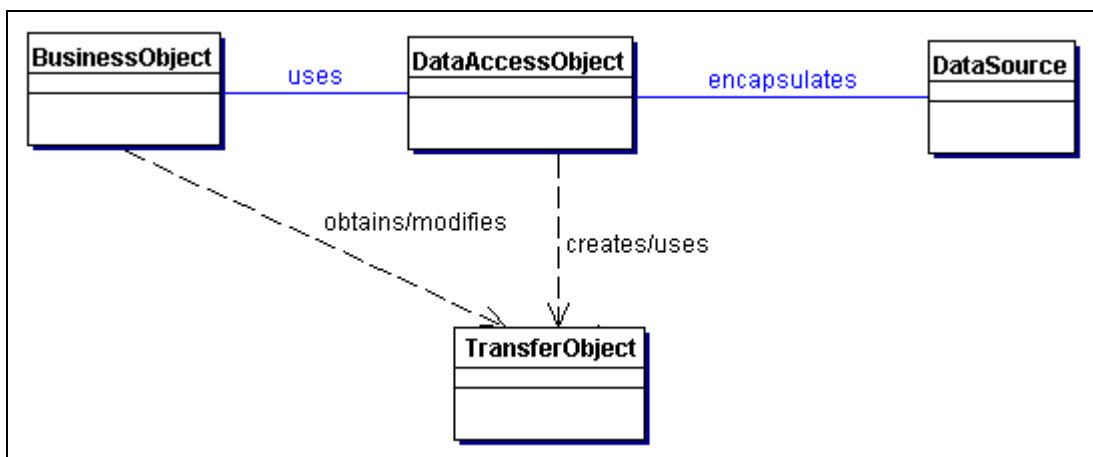 BusinessObject
uses
DataAccessObject
encapsulates
DataSource
obtains/modifies
creates/uses
TransferObject